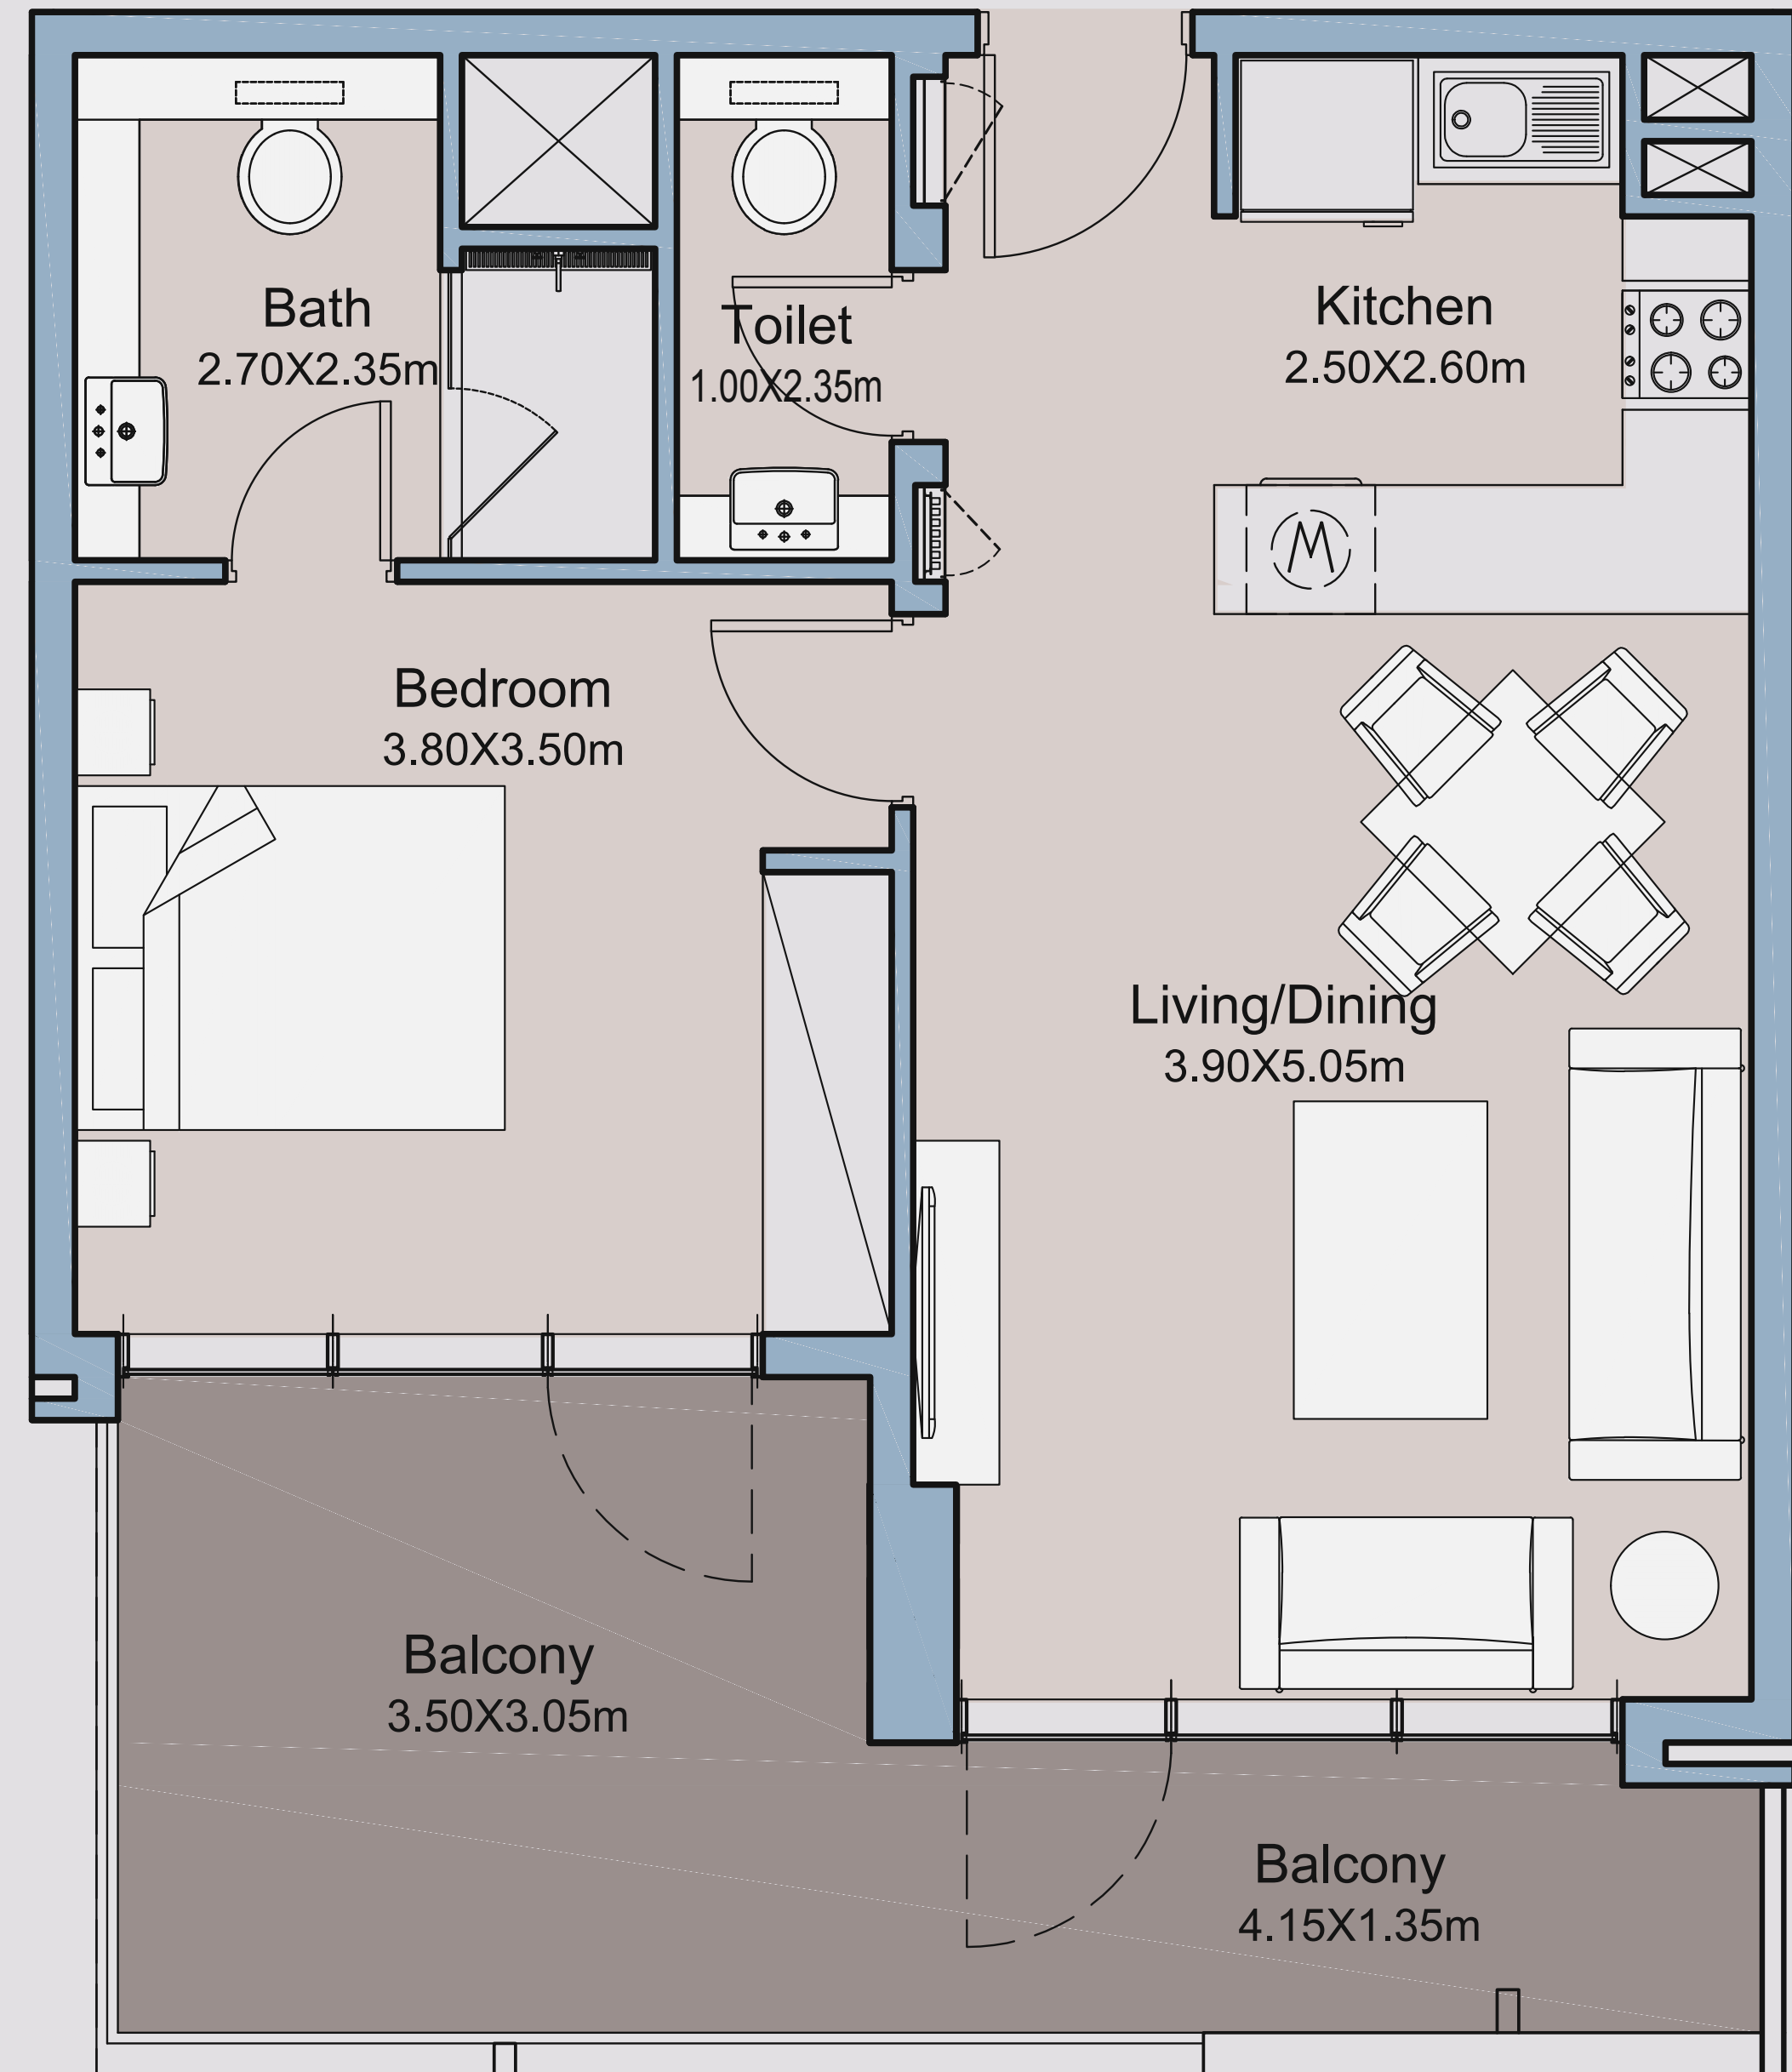 Bath
2.70X2.35m
Toilet
1.00X2.35m
Kitchen
2.50X2.60m
M
Bedroom
3.80X3.50m
Living/Dining
3.90X5.05m
Balcony
3.50X3.05m
Balcony
4.15X1.35m